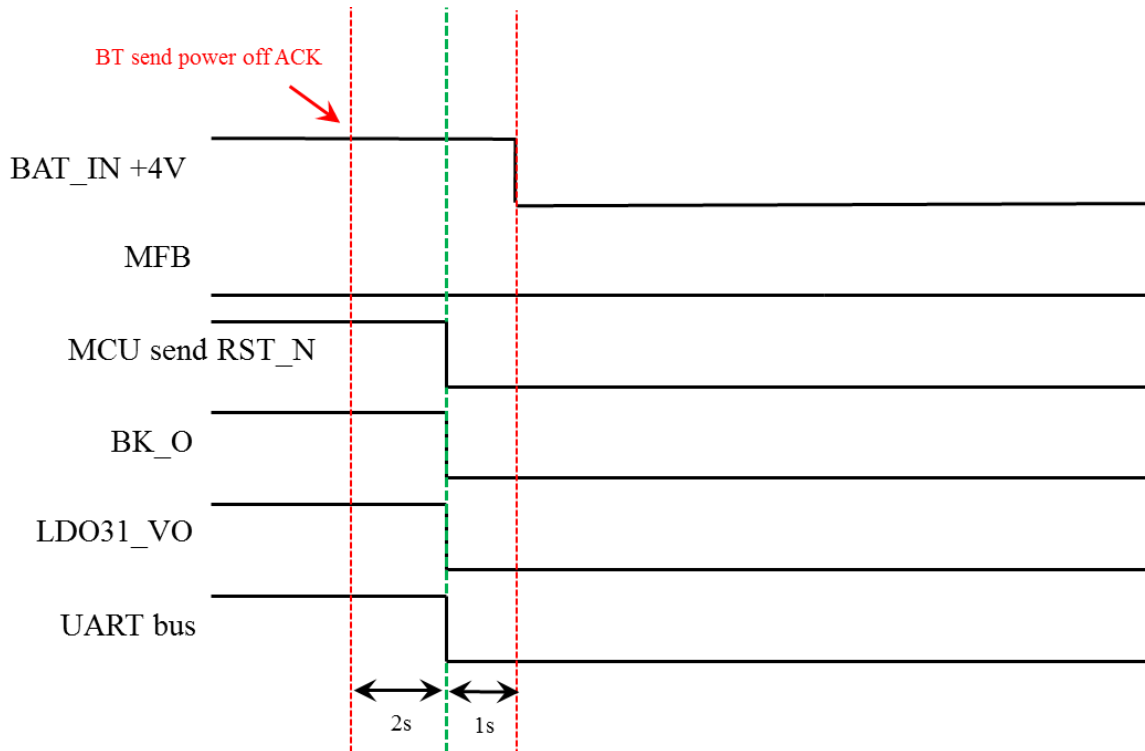 BT send power off ACK
BAT_IN +4V
MFB
MCU send RST_N
BK_O
LDO31_VO
UART bus
2s
1s